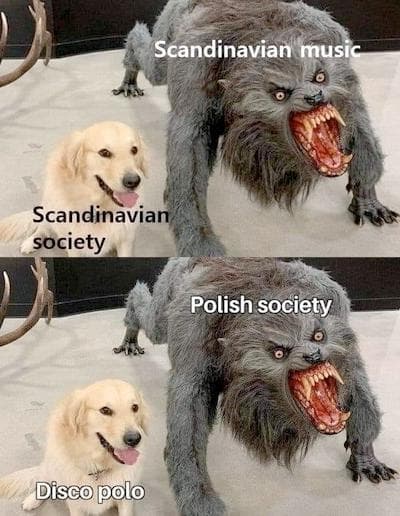 Scandinavian music
Scandinavian
society
Polish society
Disco polo